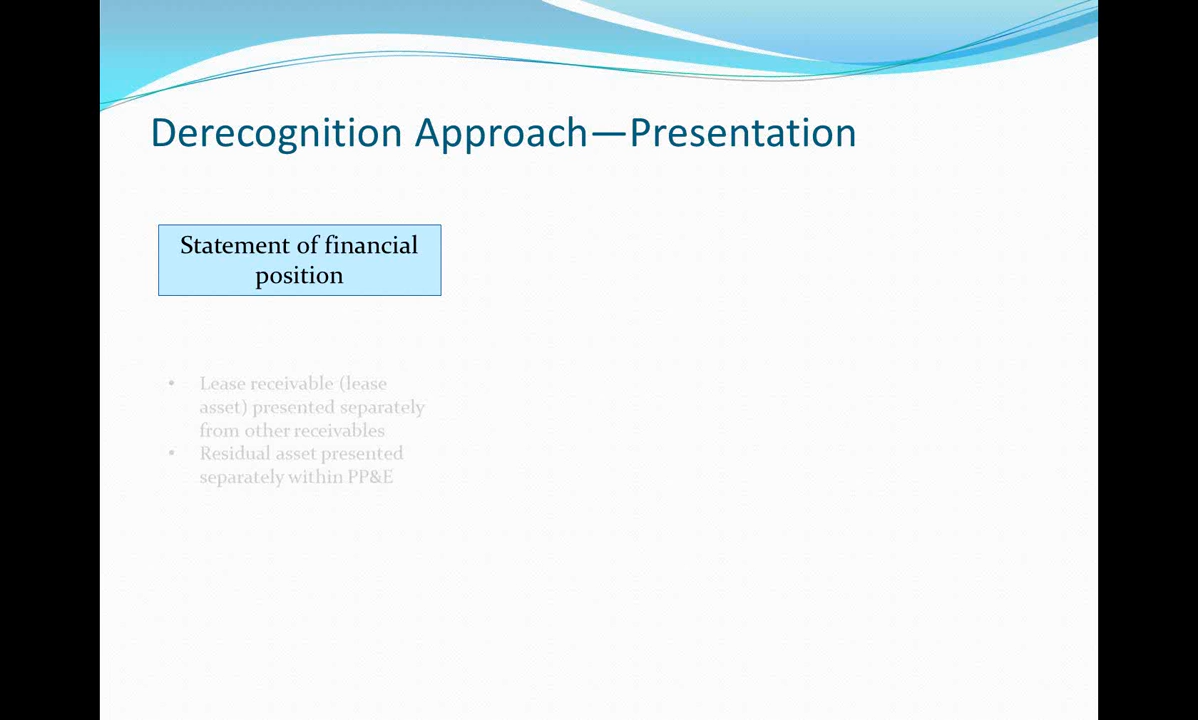 Derecognition Approach—Presentation
Statement of financial
position
• Lease receivable (lease
asset) presented separately
from other receivables
• Residual asset presented
separately within PP&E